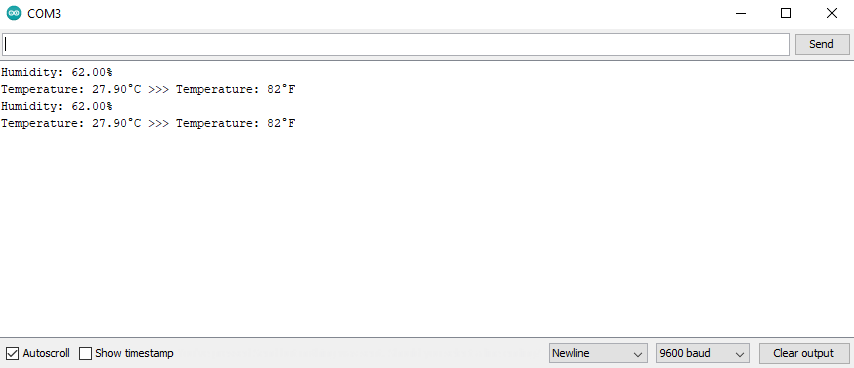 COM3
Send
Humidity: 62.00%
Temperature: 27.90°C >>> Temperature: 82°F
Humidity: 62.00%
Temperature: 27.90°C >>> Temperature: 82°F
Autoscroll Show timestamp Newline 9600 baud Clear output